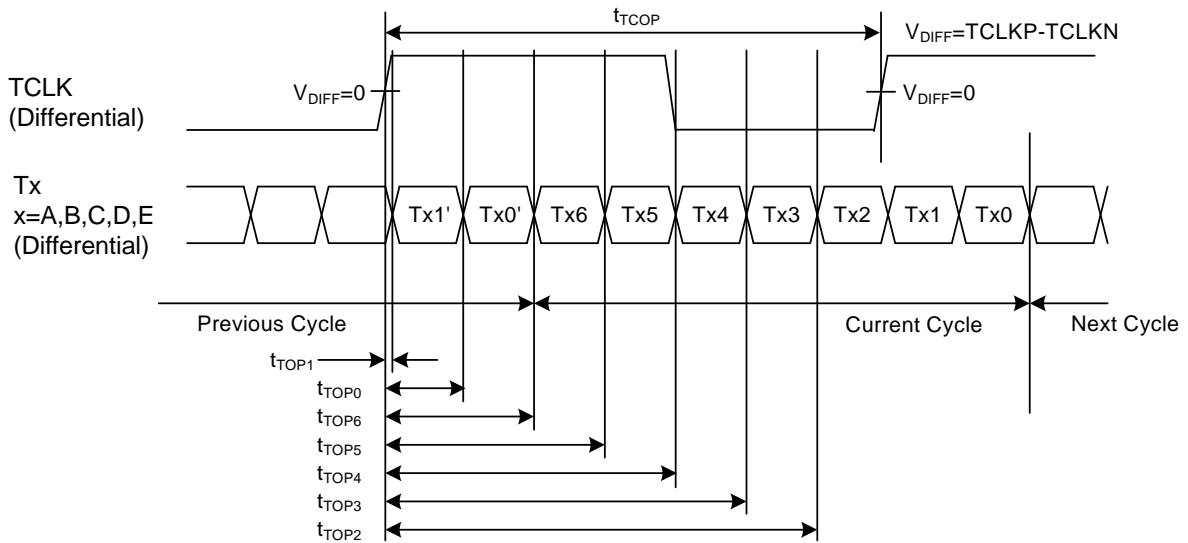 tTCOP
VDIFF=TCLKP-TCLKN
TCLK
(Differential)
VDIFF=0
VDIFF=0
Tx
x=A,B,C,D,E
(Differential)
Tx1' Tx0' Tx6 Tx5 Tx4 Tx3 Tx2 Tx1 Tx0
Previous Cycle
Current Cycle
Next Cycle
tTOP1
tTOP0
tTOP6
tTOP5
tTOP4
tTOP3
tTOP2